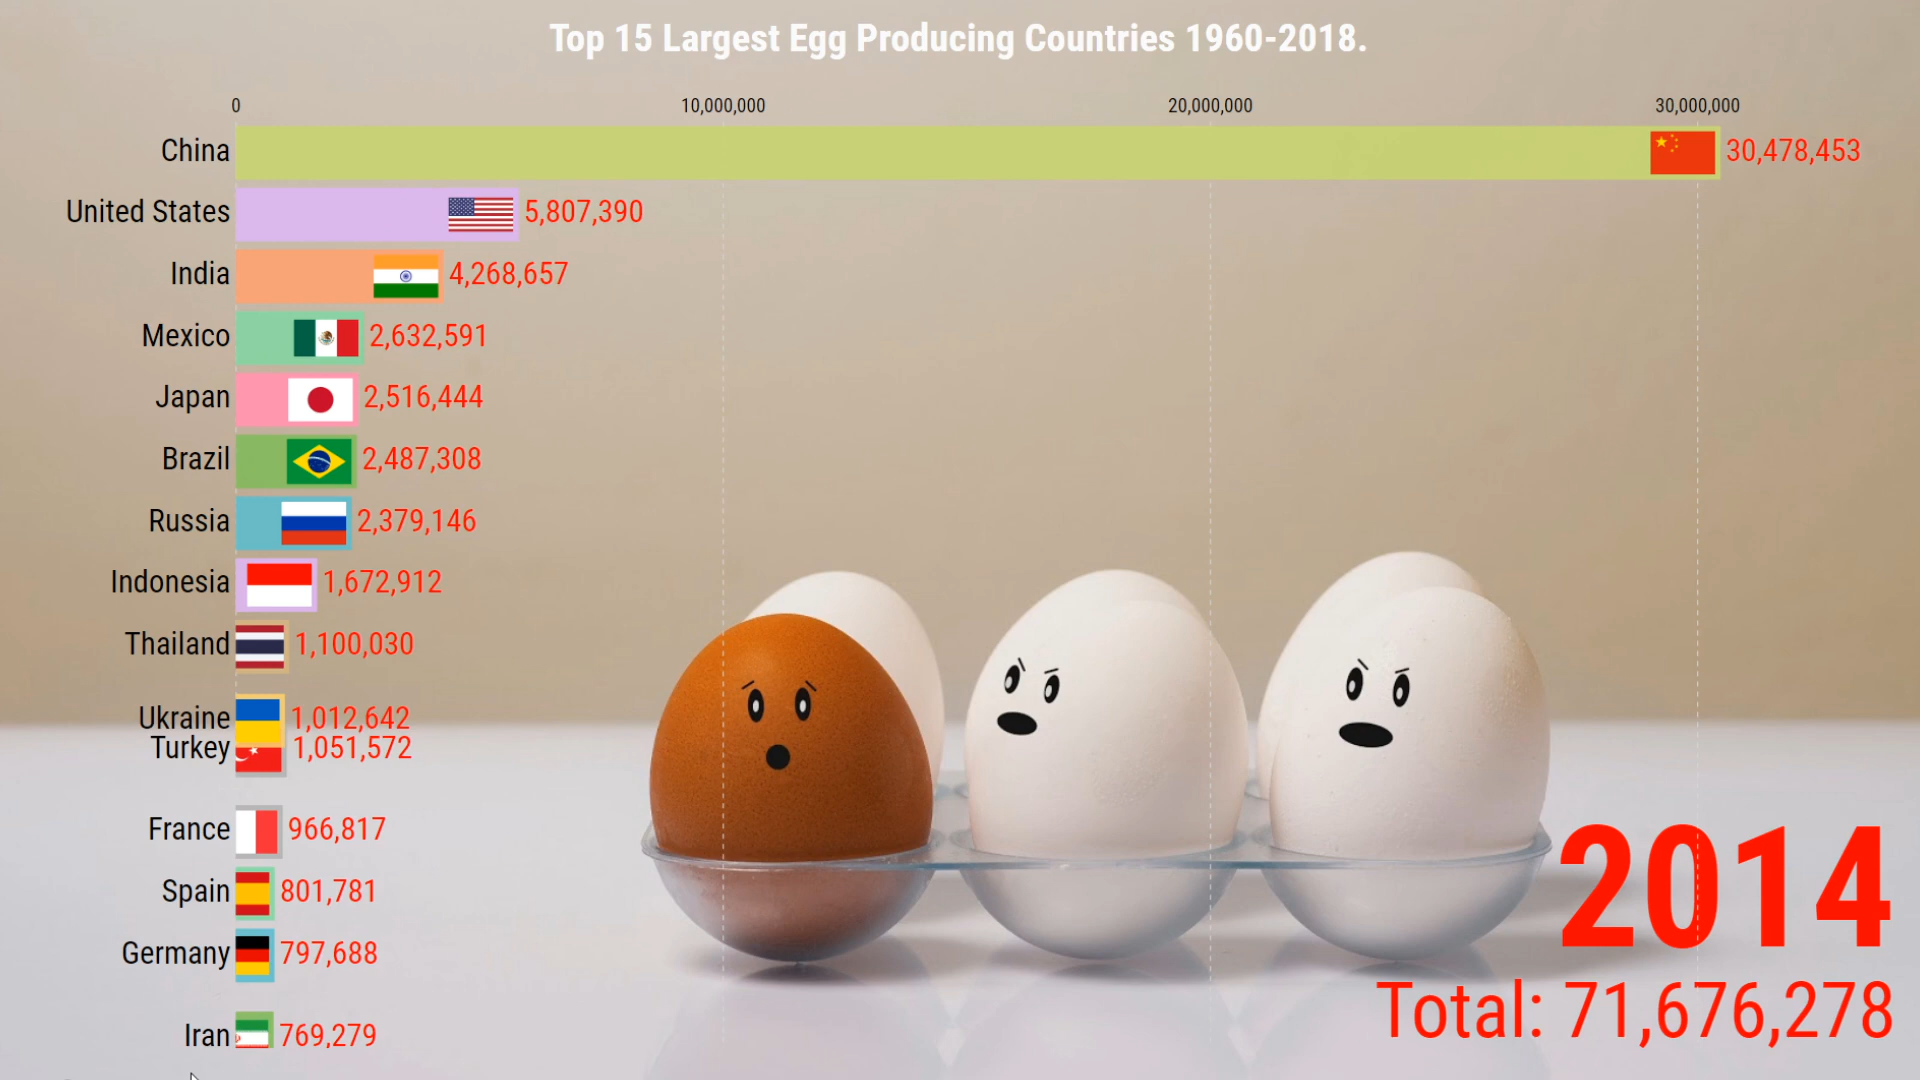 Top 15 Largest Egg Producing Countries 1960-2018.
0 10,000,000 20,000,000 30,000,000
China 30,478,453
United States 5,807,390
India 4,268,657
Mexico 2,632,591
Japan 2,516,444
Brazil 2,487,308
Russia 2,379,146
Indonesia 1,672,912
Thailand 1,100,030
Ukraine 1,012,642
Turkey 1,051,572
France 966,817
Spain 801,781
Germany 797,688
Iran 769,279
2014
Total: 71,676,278